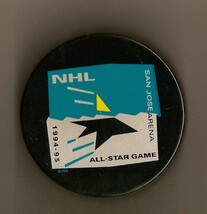 NHL
SAN JOSE ARENA
1994-95
ALL-STAR GAME